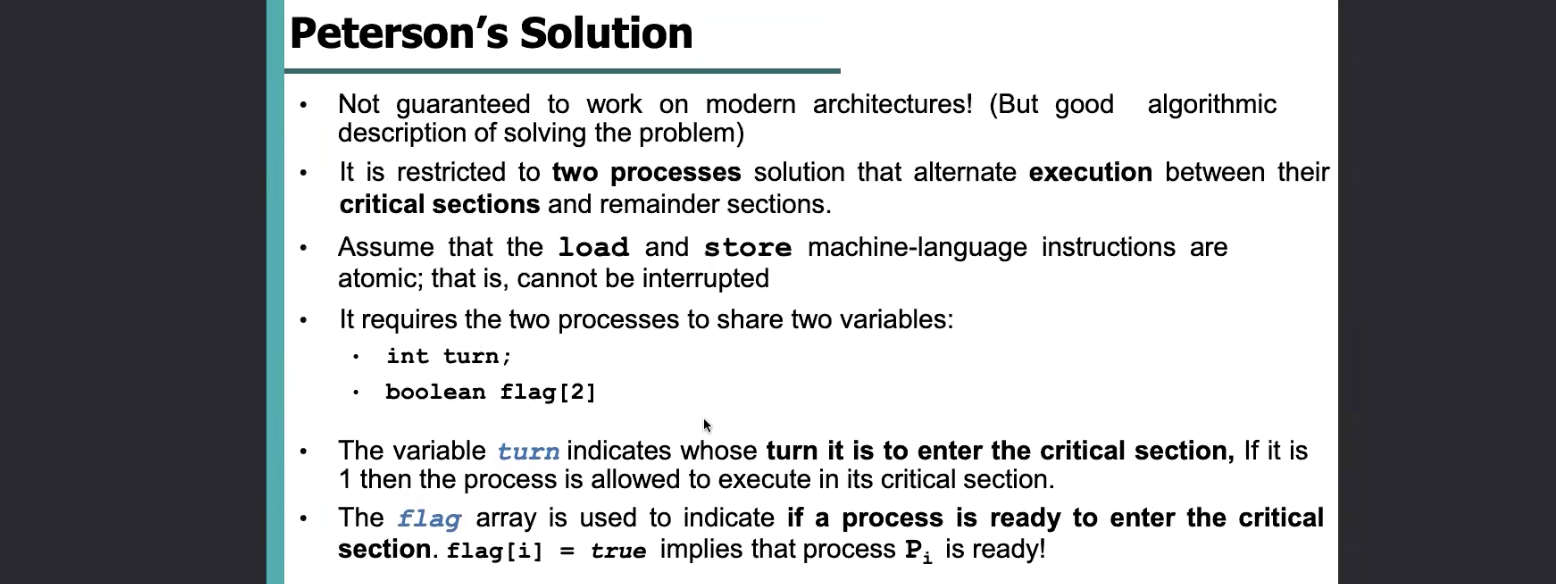 Peterson's Solution
• Not guaranteed to work on modern architectures! (But good algorithmic
description of solving the problem)
• It is restricted to two processes solution that alternate execution between their
critical sections and remainder sections.
• Assume that the load and store machine-language instructions are
atomic; that is, cannot be interrupted
• It requires the two processes to share two variables:
• int turn;
• boolean flag[2]
• The variable turn indicates whose turn it is to enter the critical section, If it is
1 then the process is allowed to execute in its critical section.
• The flag array is used to indicate if a process is ready to enter the critical
section. flag[i] = true implies that process Pi is ready!